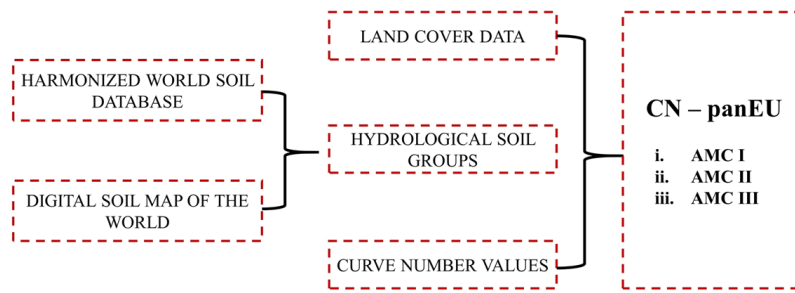 HARMONIZED WORLD SOIL
DATABASE
DIGITAL SOIL MAP OF THE
WORLD
LAND COVER DATA
HYDROLOGICAL SOIL
GROUPS
CURVE NUMBER VALUES
CN – panEU
i. AMC I
ii. AMC II
iii. AMC III